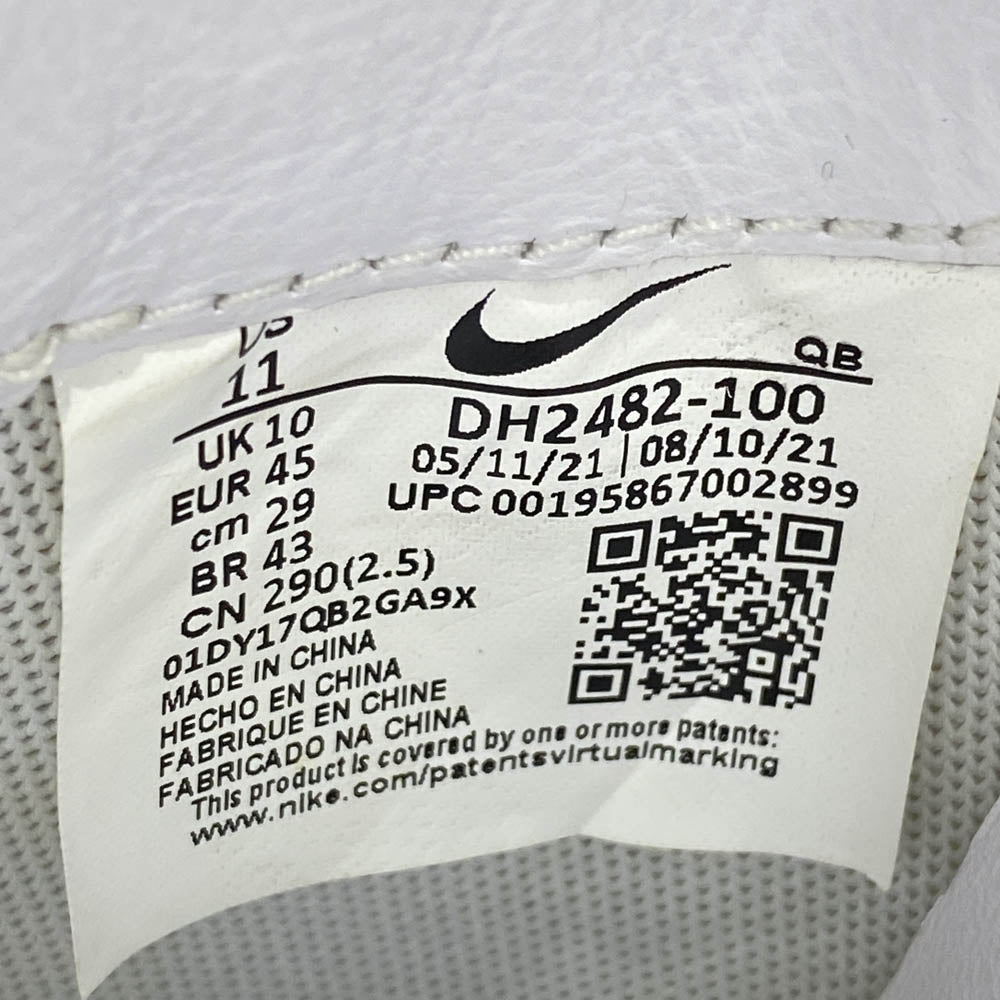 US
11
QB
UK 10
EUR 45
cm 29
BR 43
CN 290(2.5)
DH2482-100
05/11/21 | 08/10/21
UPC 00195867002899
01DY17QB2GA9X
MADE IN CHINA
HECHO EN CHINA
FABRIQUE EN CHINE
FABRICADO NA CHINA
This product is covered by one or more patents:
www.nike.com/patentsvirtualmarking